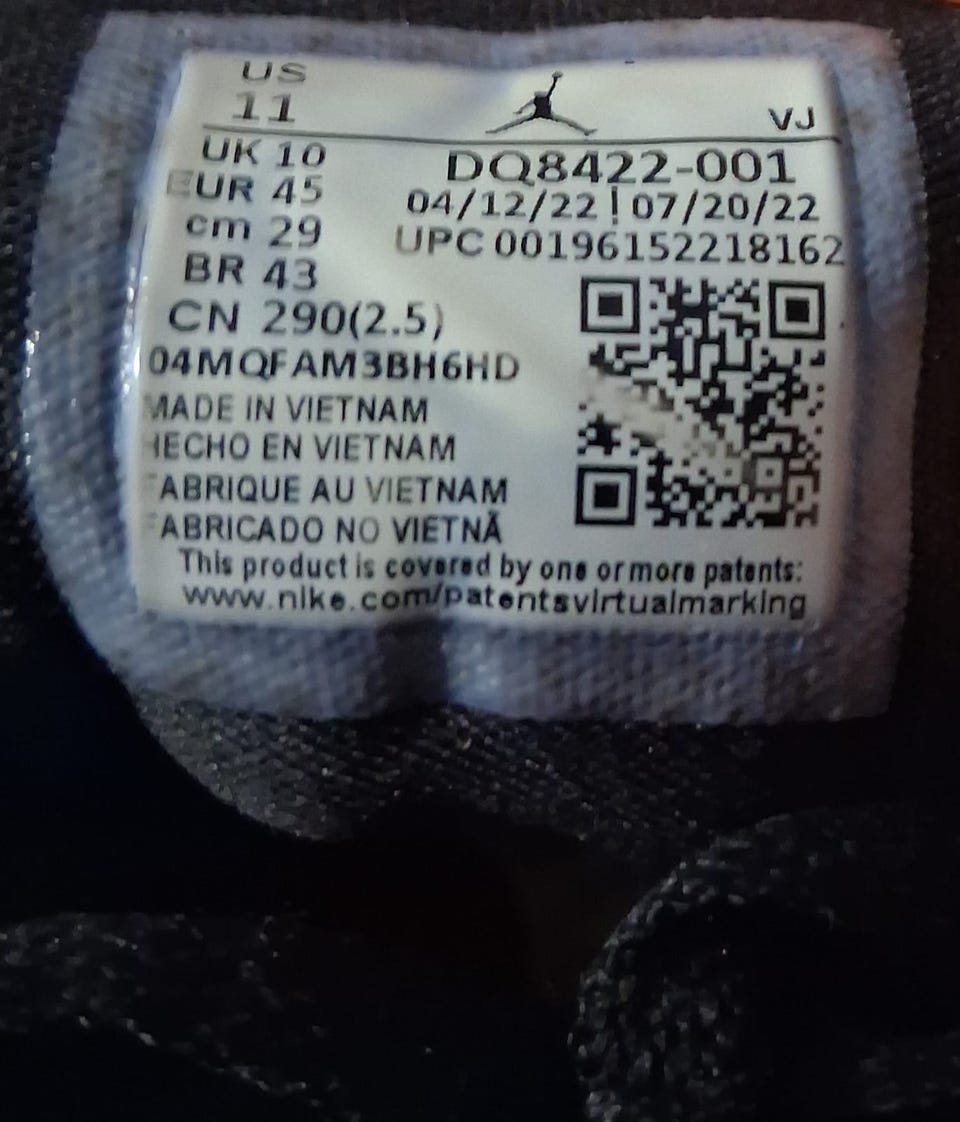 US
11
VJ
UK 10
EUR 45
cm 29
BR 43
CN 290(2.5)
DQ8422-001
04/12/22 | 07/20/22
UPC 00196152218162
04MQFAM3BH6HD
MADE IN VIETNAM
HECHO EN VIETNAM
FABRIQUE AU VIETNAM
FABRICADO NO VIETNÃ
This product is covered by one or more patents:
www.nike.com/patentsvirtualmarking